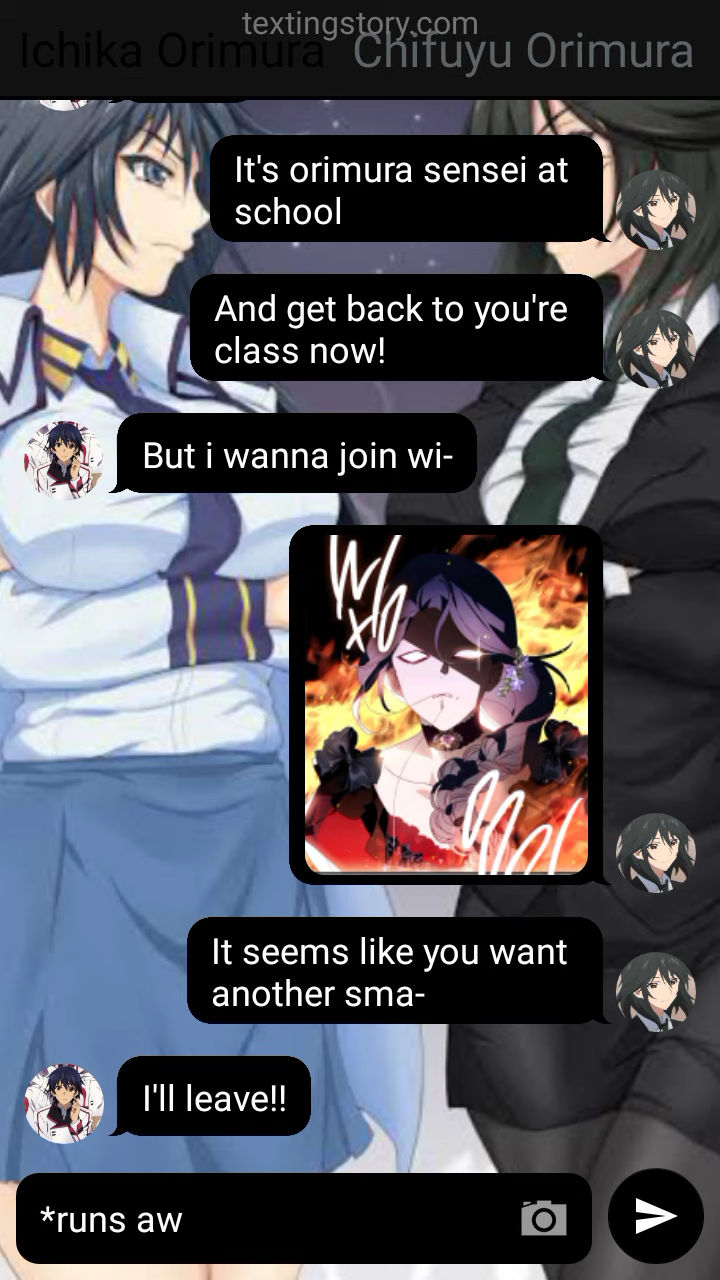 textingstory.com
Ichika Orimura Chifuyu Orimura
It's orimura sensei at
school
And get back to you're
class now!
But i wanna join wi-
It seems like you want
another sma-
I'll leave!!
*runs aw